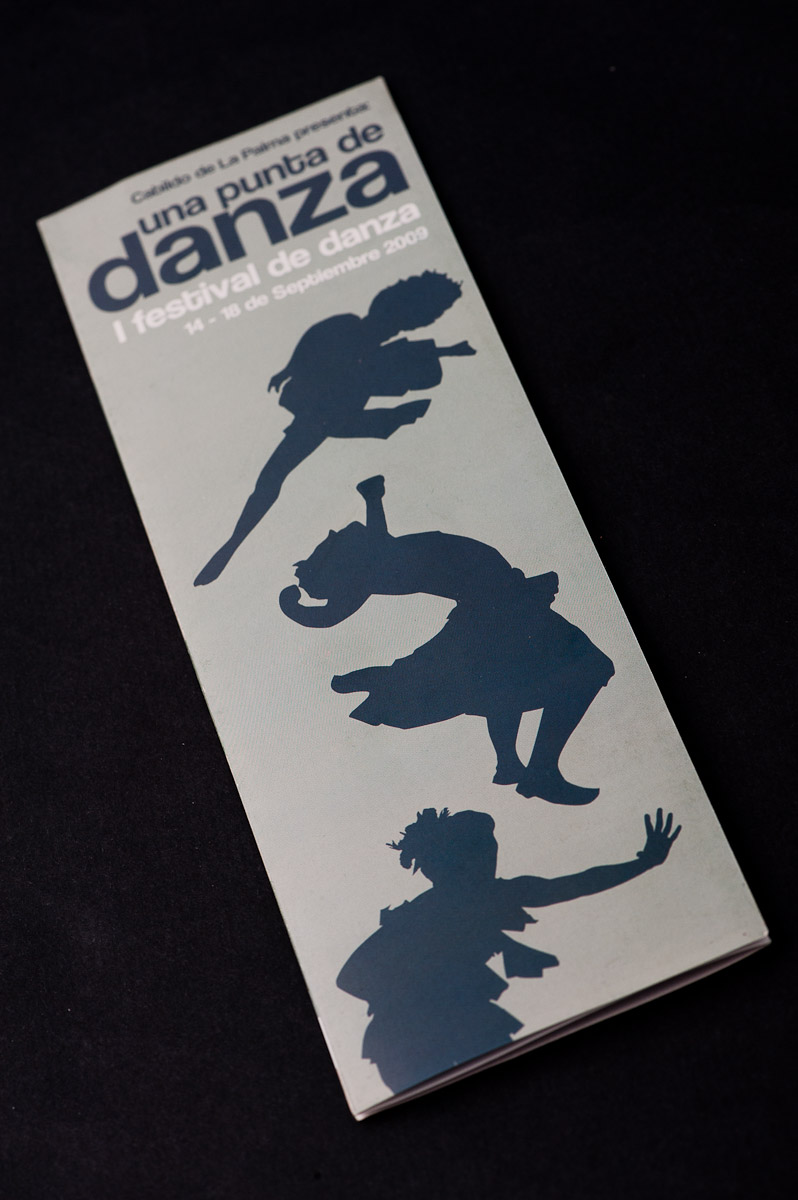 Cabildo de La Palma presenta:
una punta de
danza
I festival de danza
14 - 18 de Septiembre 2009